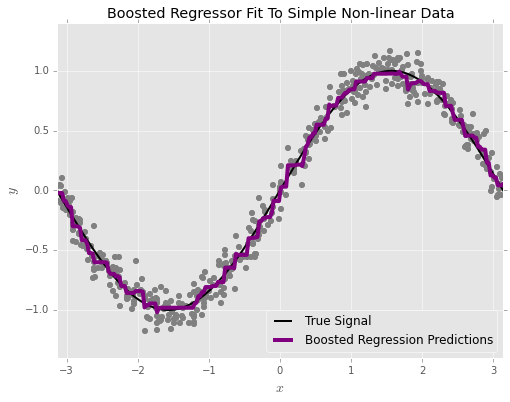 Boosted Regressor Fit To Simple Non-linear Data
1.0
0.5
0.0
−0.5
−1.0
y
True Signal
Boosted Regression Predictions
−3
−2
−1
0
1
2
3
x